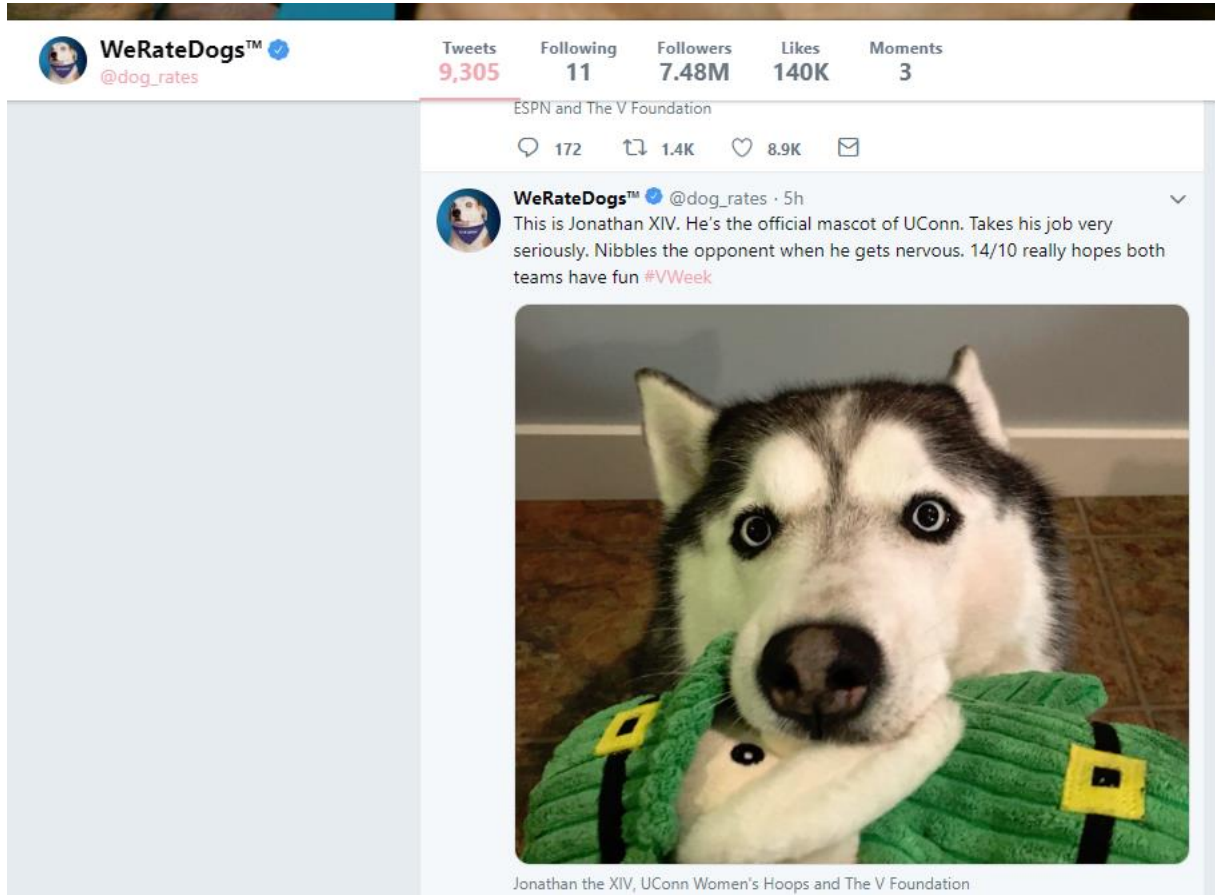 WeRateDogs™
@dog_rates
Tweets
9,305
Following
11
Followers
7.48M
Likes
140K
Moments
3
ESPN and The V Foundation
172 1.4K 8.9K
WeRateDogs™ @dog_rates · 5h
This is Jonathan XIV. He's the official mascot of UConn. Takes his job very
seriously. Nibbles the opponent when he gets nervous. 14/10 really hopes both
teams have fun #VWeek
Jonathan the XIV, UConn Women's Hoops and The V Foundation